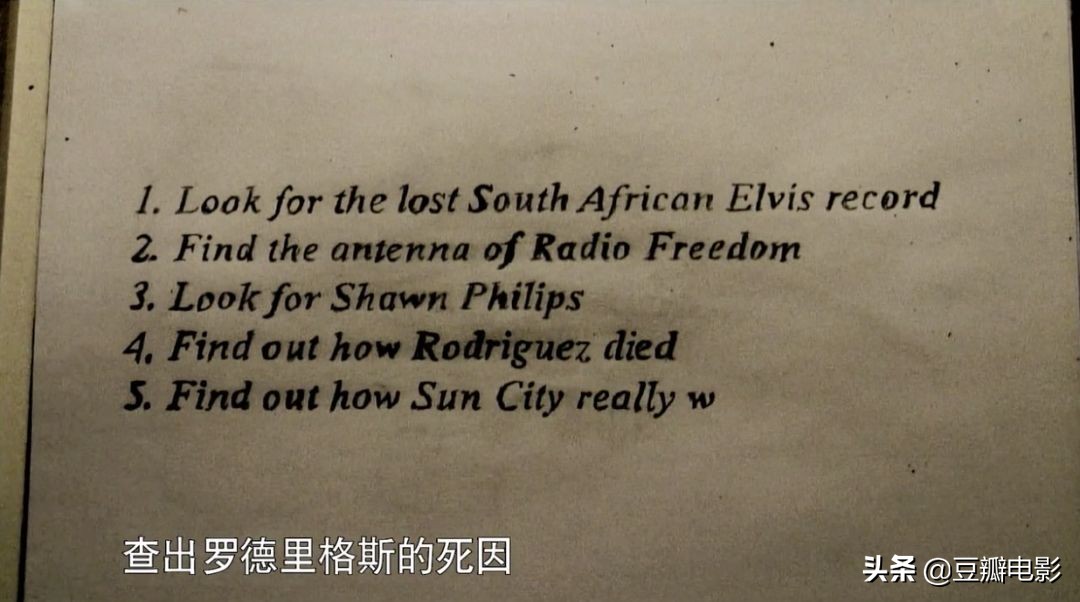 1. Look for the lost South African Elvis record
2. Find the antenna of Radio Freedom
3. Look for Shawn Philips
4. Find out how Rodriguez died
5. Find out how Sun City really w
查出罗德里格斯的死因
头条 @豆瓣电影